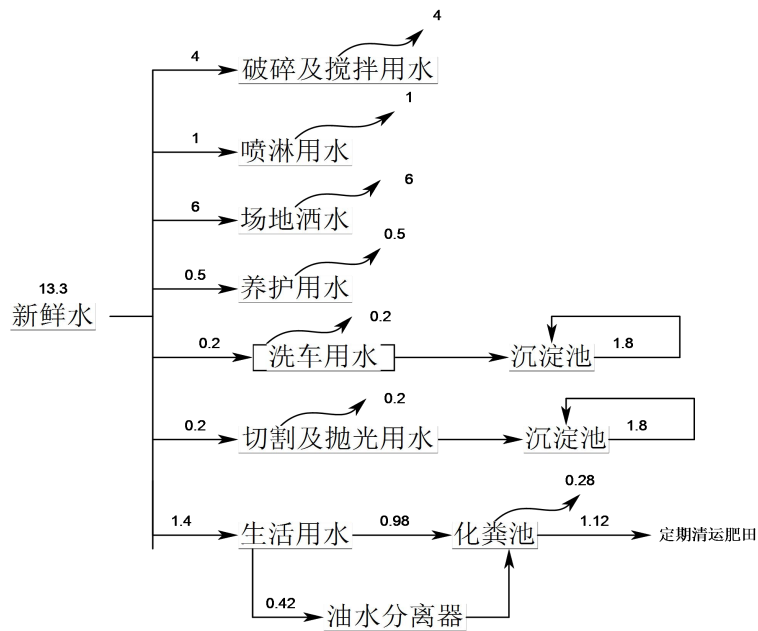 4
4
破碎及搅拌用水
1
1
喷淋用水
6
6
场地洒水
0.5
0.5
养护用水
13.3
新鲜水
0.2
0.2
洗车用水
沉淀池
1.8
0.2
0.2
切割及抛光用水
沉淀池
1.8
0.28
1.4
生活用水
0.98
化粪池
1.12
定期清运肥田
0.42
油水分离器